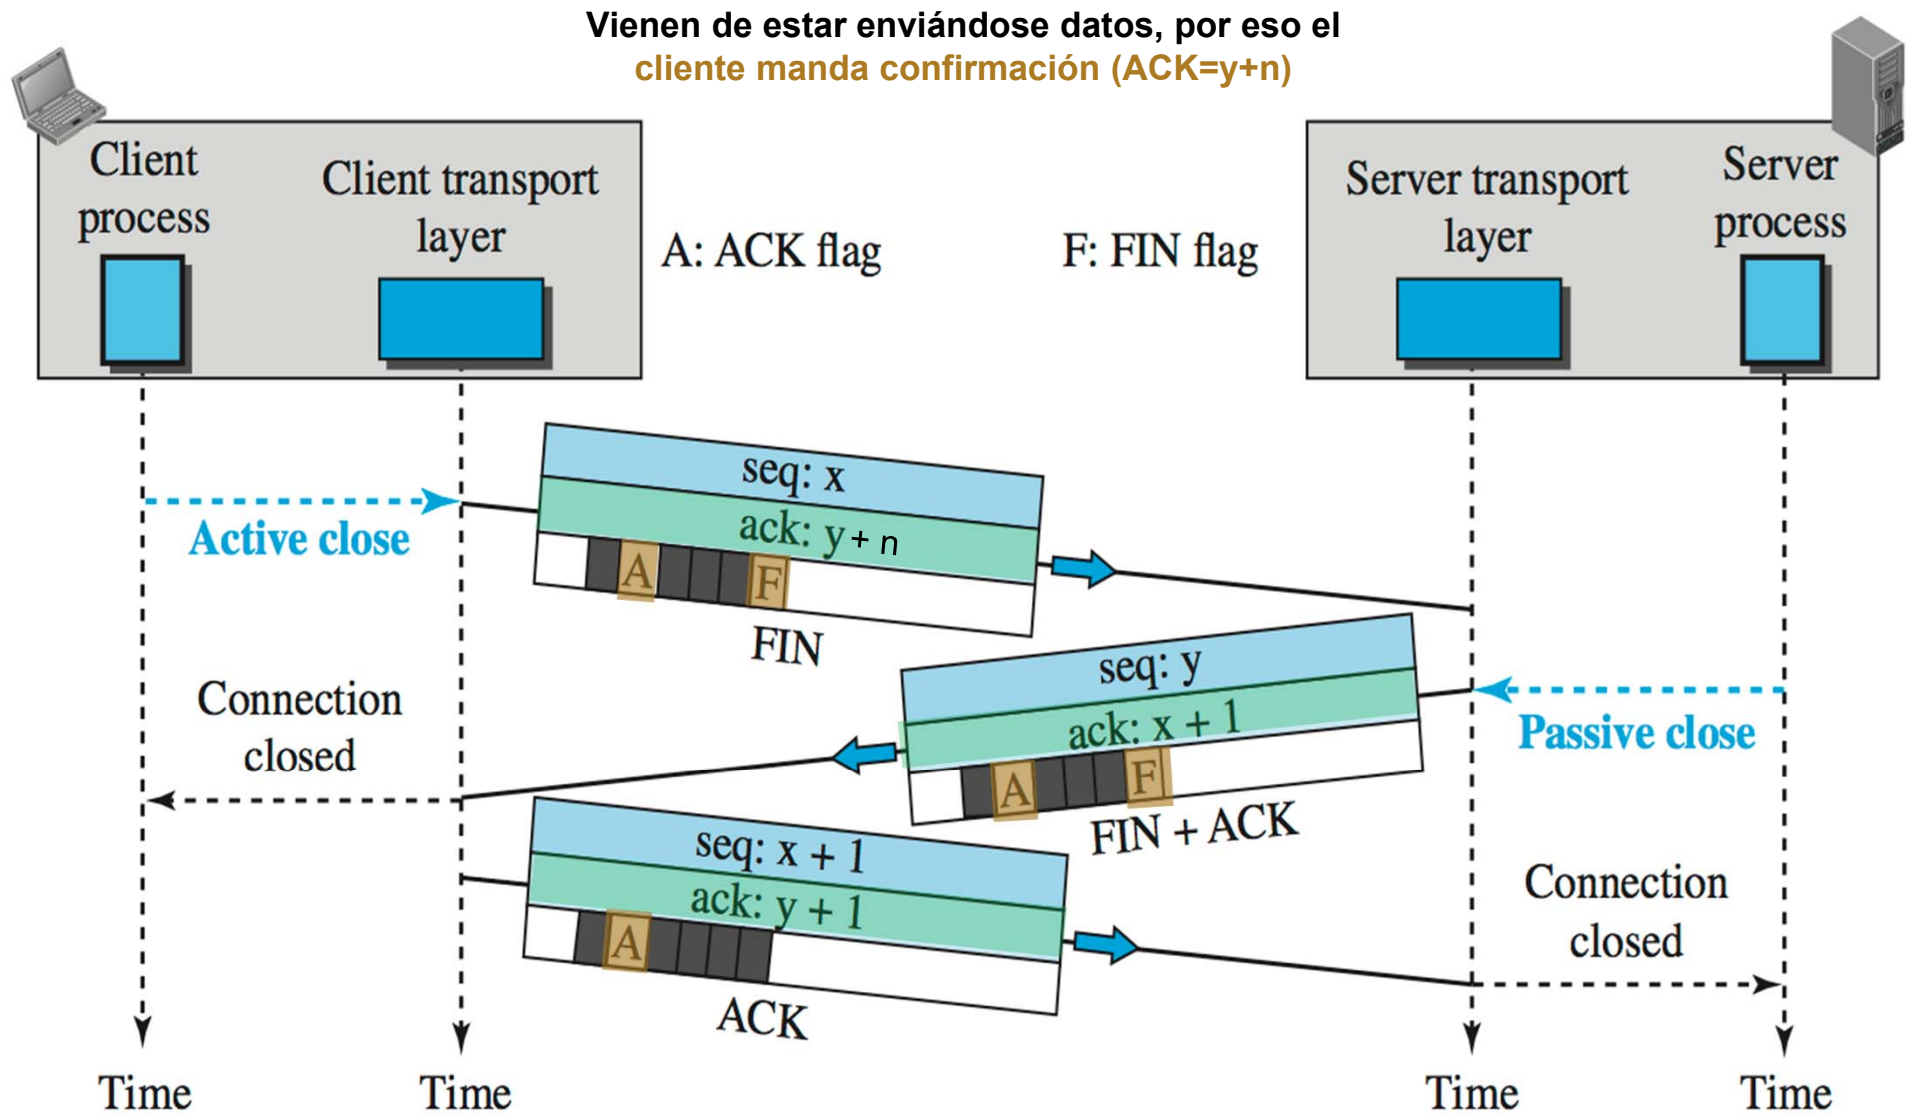 Vienen de estar enviándose datos, por eso el
cliente manda confirmación (ACK=y+n)
Client
process
Client transport
layer
A: ACK flag
F: FIN flag
Server transport
layer
Server
process
seq: x
ack: y + n
A
F
FIN
Active close
seq: y
ack: x + 1
A
F
FIN + ACK
Passive close
Connection
closed
seq: x + 1
ack: y + 1
A
ACK
Connection
closed
Time
Time
Time
Time